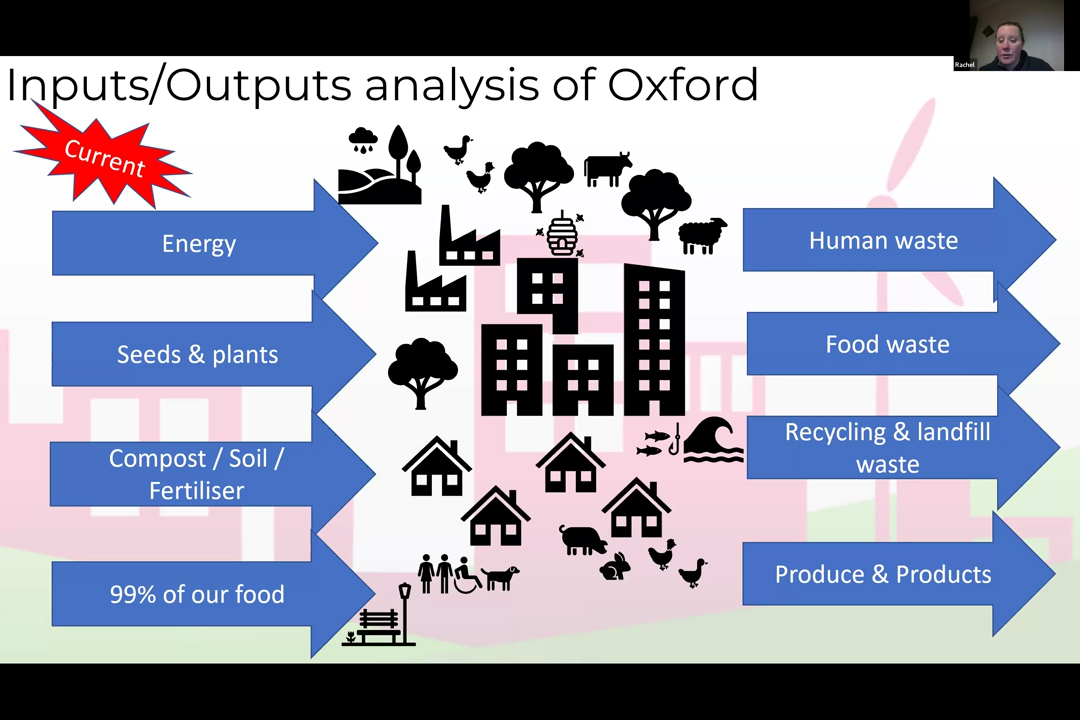 Rachel
Inputs/Outputs analysis of Oxford
Current
Energy
Seeds & plants
Compost / Soil /
Fertiliser
99% of our food
Human waste
Food waste
Recycling & landfill
waste
Produce & Products